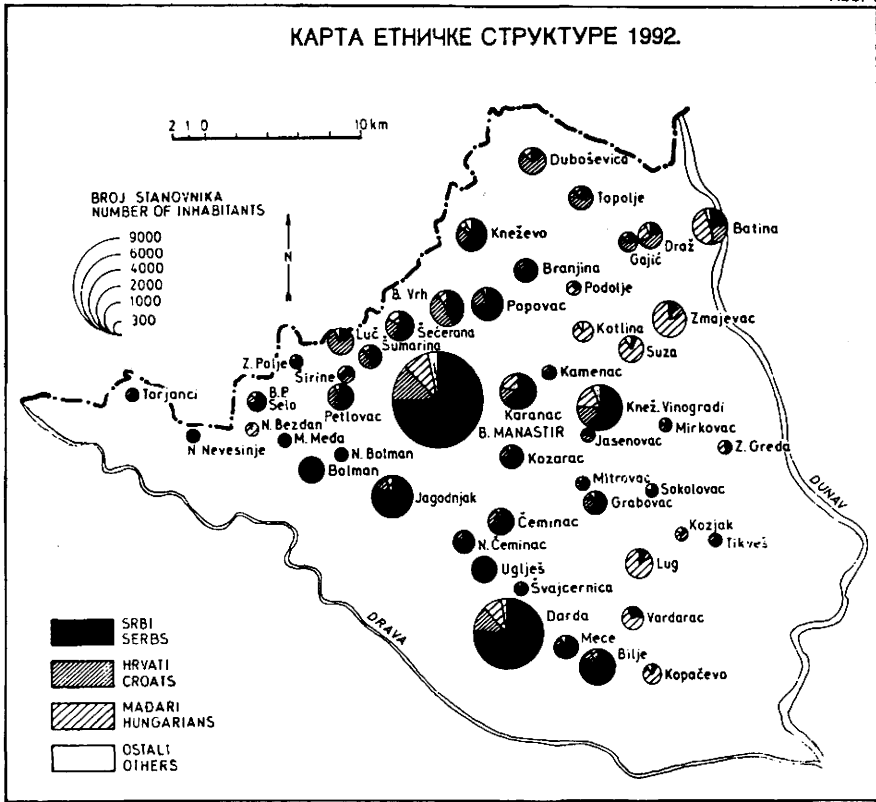 КАРТА ЕТНИЧКЕ СТРУКТУРЕ 1992.
2 1 0 10 km
BROJ STANOVNIKA
NUMBER OF INHABITANTS
9000
6000
4000
2000
1000
300
N
Duboševica
Topolje
Batina
Kneževo
Draž
Gajić
Branjina
Podolje
B. Vrh
Popovac
Zmajevac
Kotlina
Luč
Šećerana
Suza
Šumarina
Z. Polje
Širine
Kamenac
Torjanci
B.P.
Selo
Petlovac
Karanac
Knež. Vinogradi
B. MANASTIR
Mirkovac
N. Bezdan
Jasenovac
N. Nevesinje
M. Meda
Z. Greda
N. Bolman
Kozarac
Bolman
Mitrovac
Sokolovac
Jagodnjak
Grabovac
DUNAV
Čeminac
Kozjak
N. Čeminac
Tikveš
Uglješ
Lug
Švajcernica
Darda
Vardarac
DRAVA
Mece
Bilje
Kopačevo
SRBI
SERBS
HRVATI
CROATS
MAĐARI
HUNGARIANS
OSTALI
OTHERS